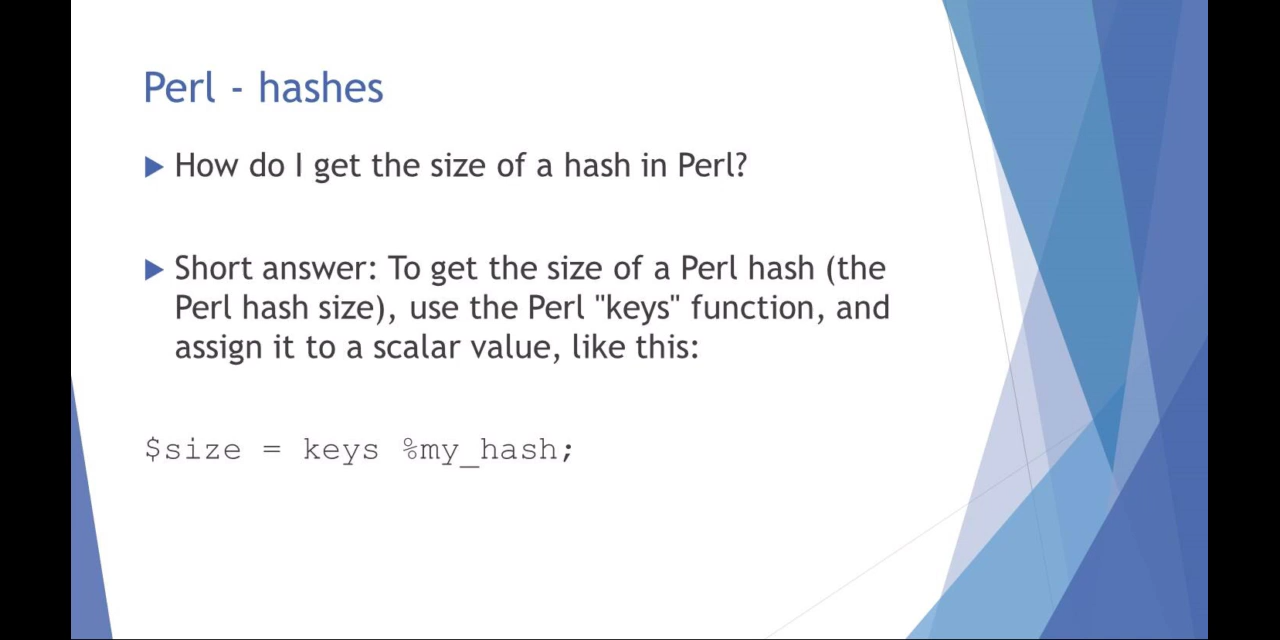 Perl - hashes
How do I get the size of a hash in Perl?
Short answer: To get the size of a Perl hash (the
Perl hash size), use the Perl "keys" function, and
assign it to a scalar value, like this:
$size = keys %my_hash;